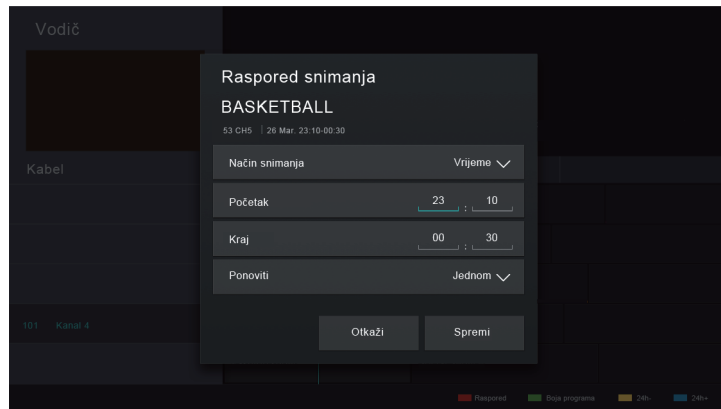 Vodič
Raspored snimanja
BASKETBALL
53 CH5 | 26 Mar. 23:10-00:30
Kabel
Način snimanja Vrijeme
Početak 23 : 10
Kraj 00 : 30
Ponoviti Jednom
101 Kanal 4
Otkaži Spremi
Raspored Boja programa 24h- 24h+